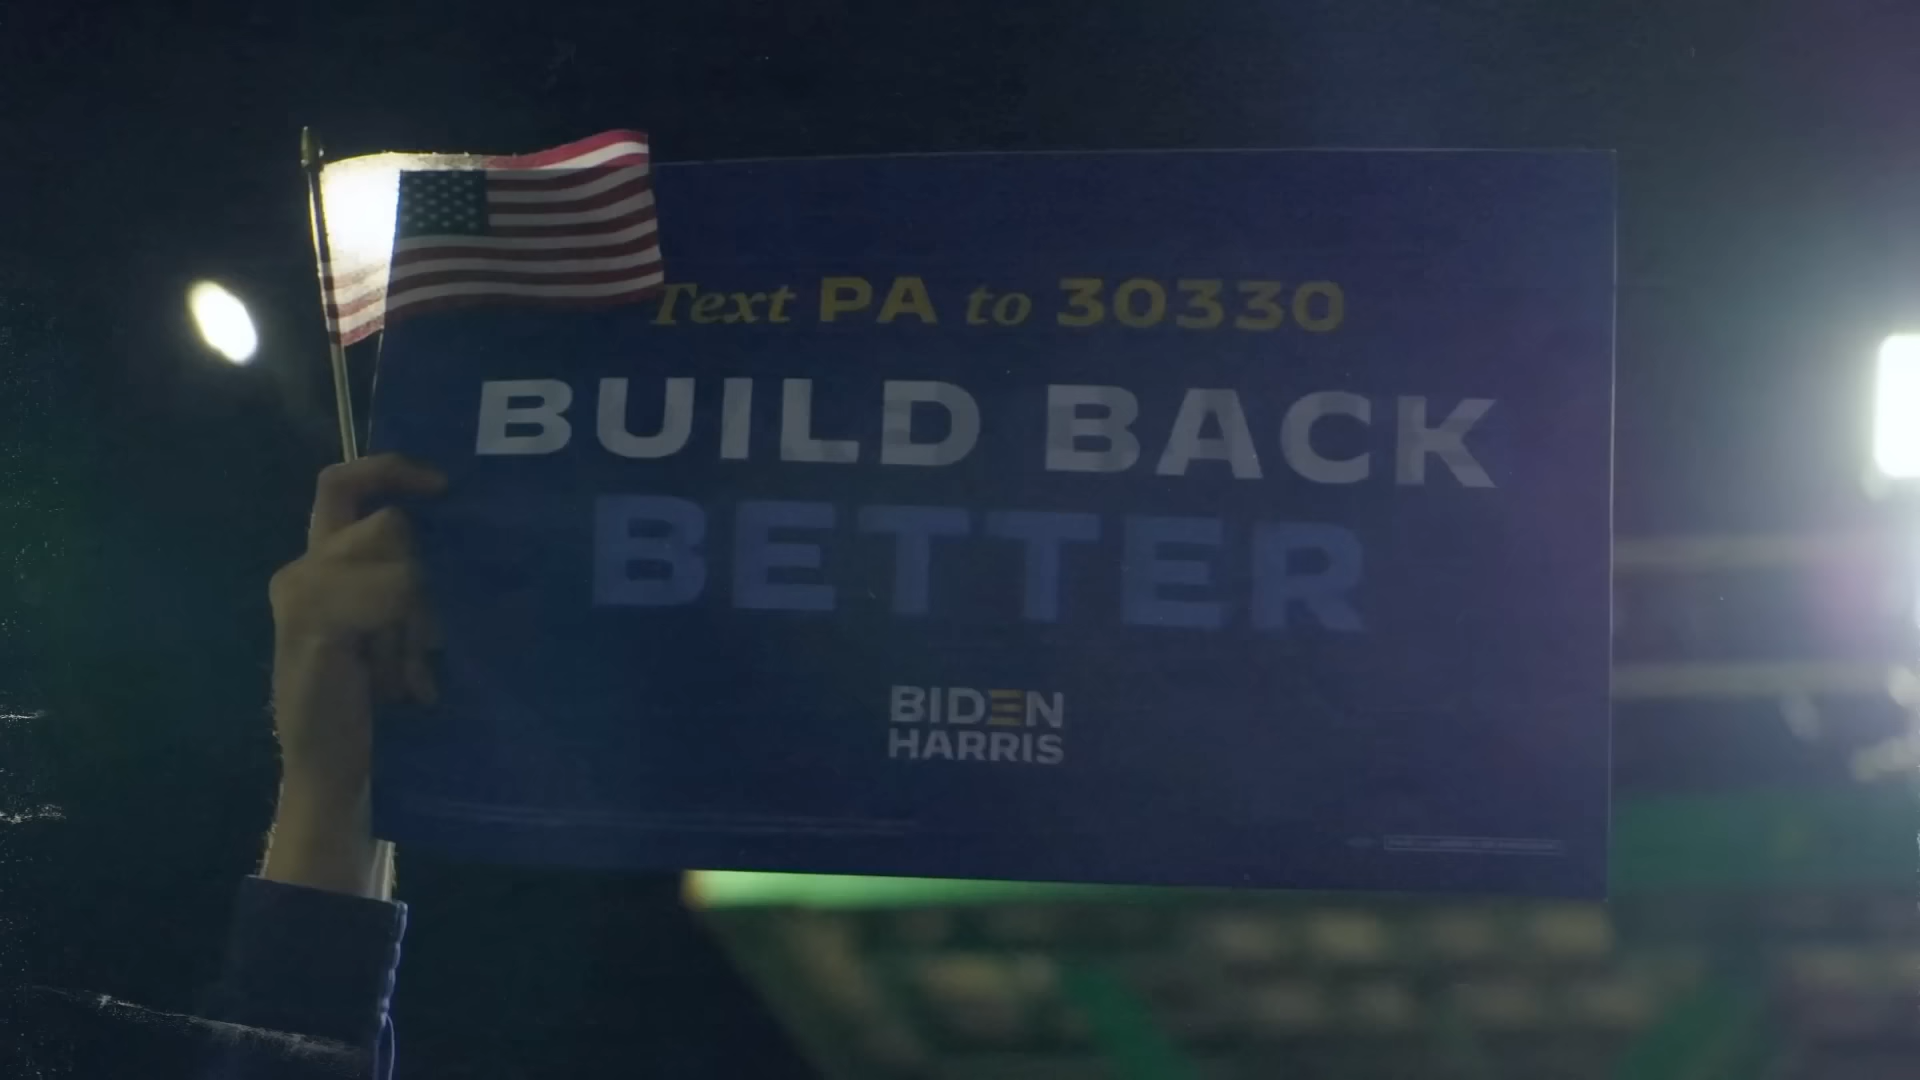 Text PA to 30330
BUILD BACK
BETTER
BIDEN
HARRIS